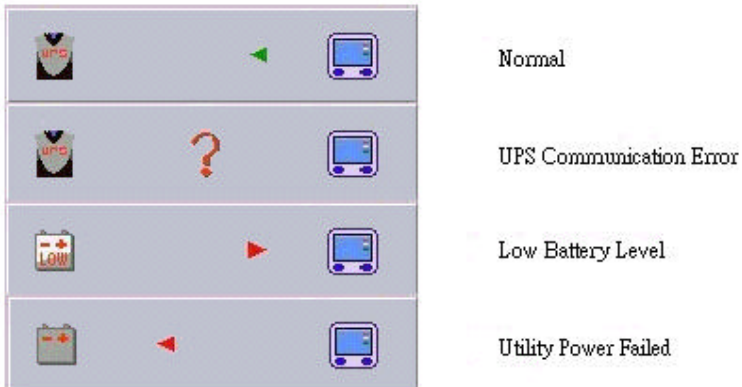 UPS
Normal
UPS
?
UPS Communication Error
- +
LOW
Low Battery Level
- +
Utility Power Failed